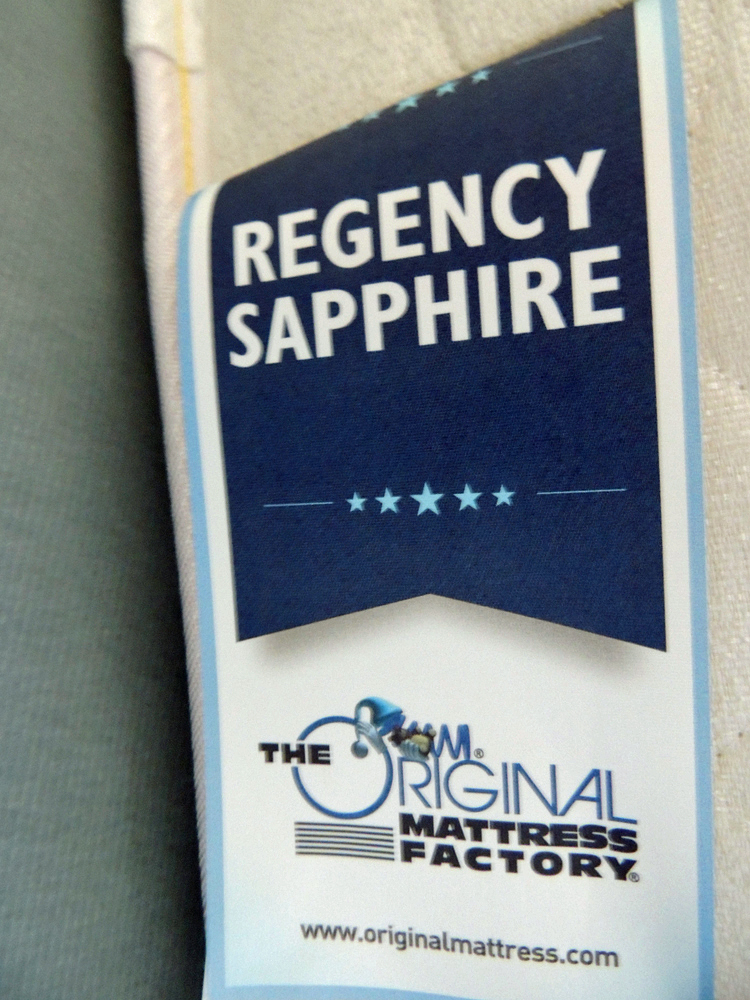 REGENCY
SAPPHIRE
THE ORIGINAL®
MATTRESS
FACTORY®
www.originalmattress.com